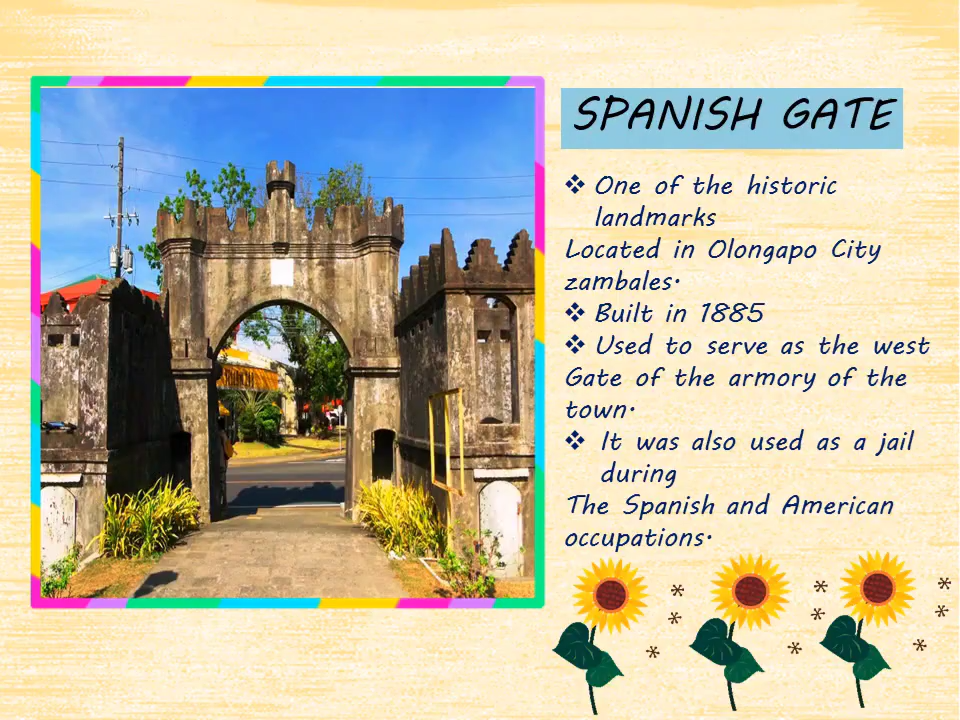 SPANISH GATE
❖ One of the historic
landmarks
Located in Olongapo City
zambales.
❖ Built in 1885
❖ Used to serve as the west
Gate of the armory of the
town.
❖ It was also used as a jail
during
The Spanish and American
occupations.